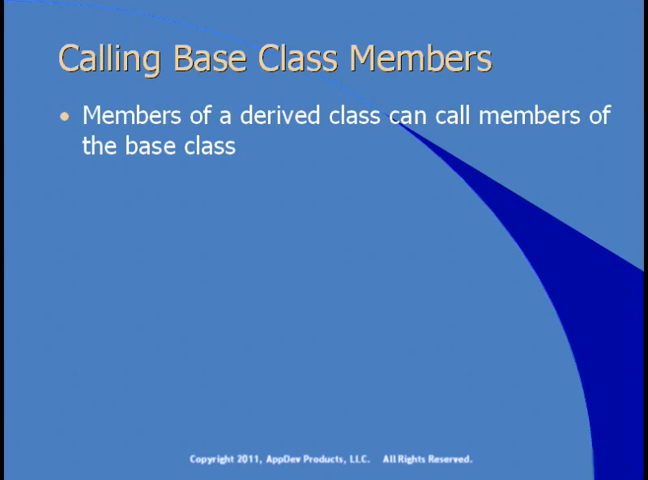 Calling Base Class Members
• Members of a derived class can call members of
the base class
Copyright 2011, AppDev Products, LLC. All Rights Reserved.